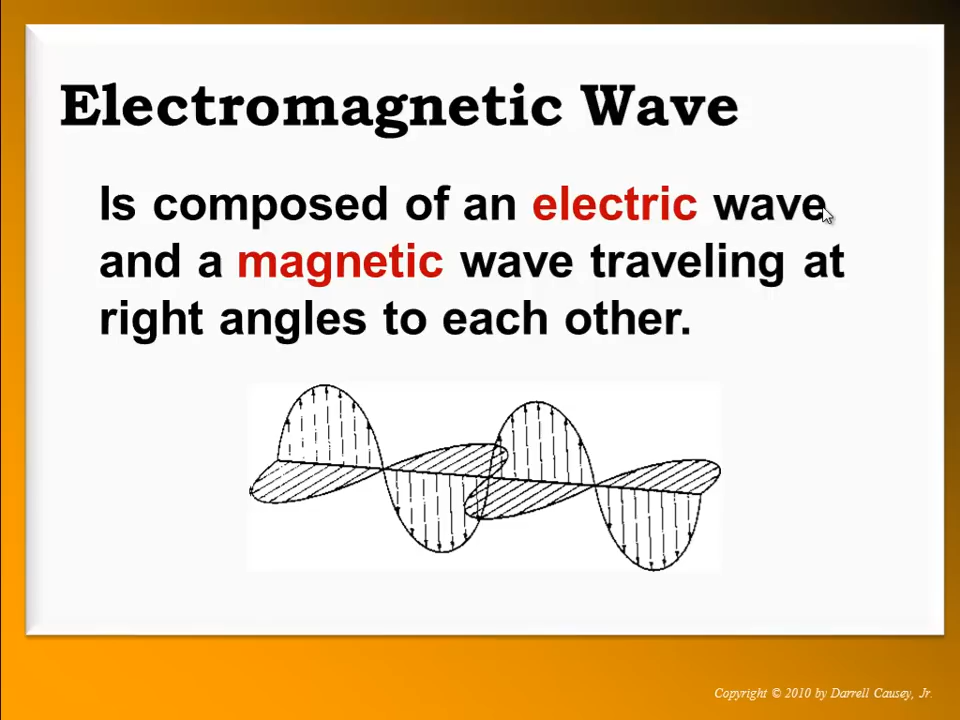 Electromagnetic Wave
Is composed of an electric wave
and a magnetic wave traveling at
right angles to each other.
Copyright © 2010 by Darrell Causey, Jr.